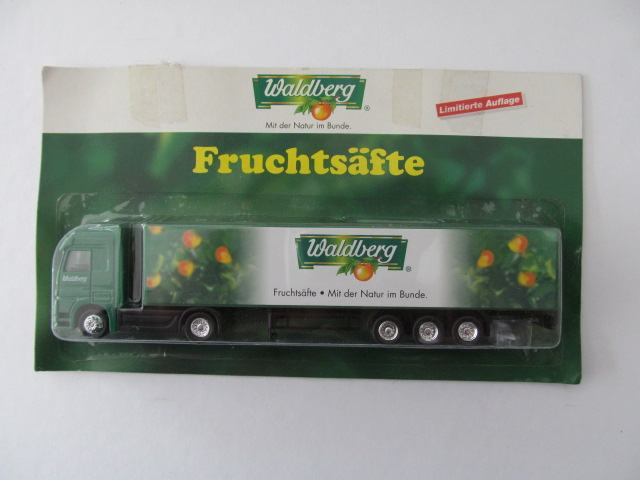 Waldberg
®
Mit der Natur im Bunde.
Limitierte Auflage
Fruchtsäfte
Waldberg
®
Fruchtsäfte • Mit der Natur im Bunde.
Waldberg